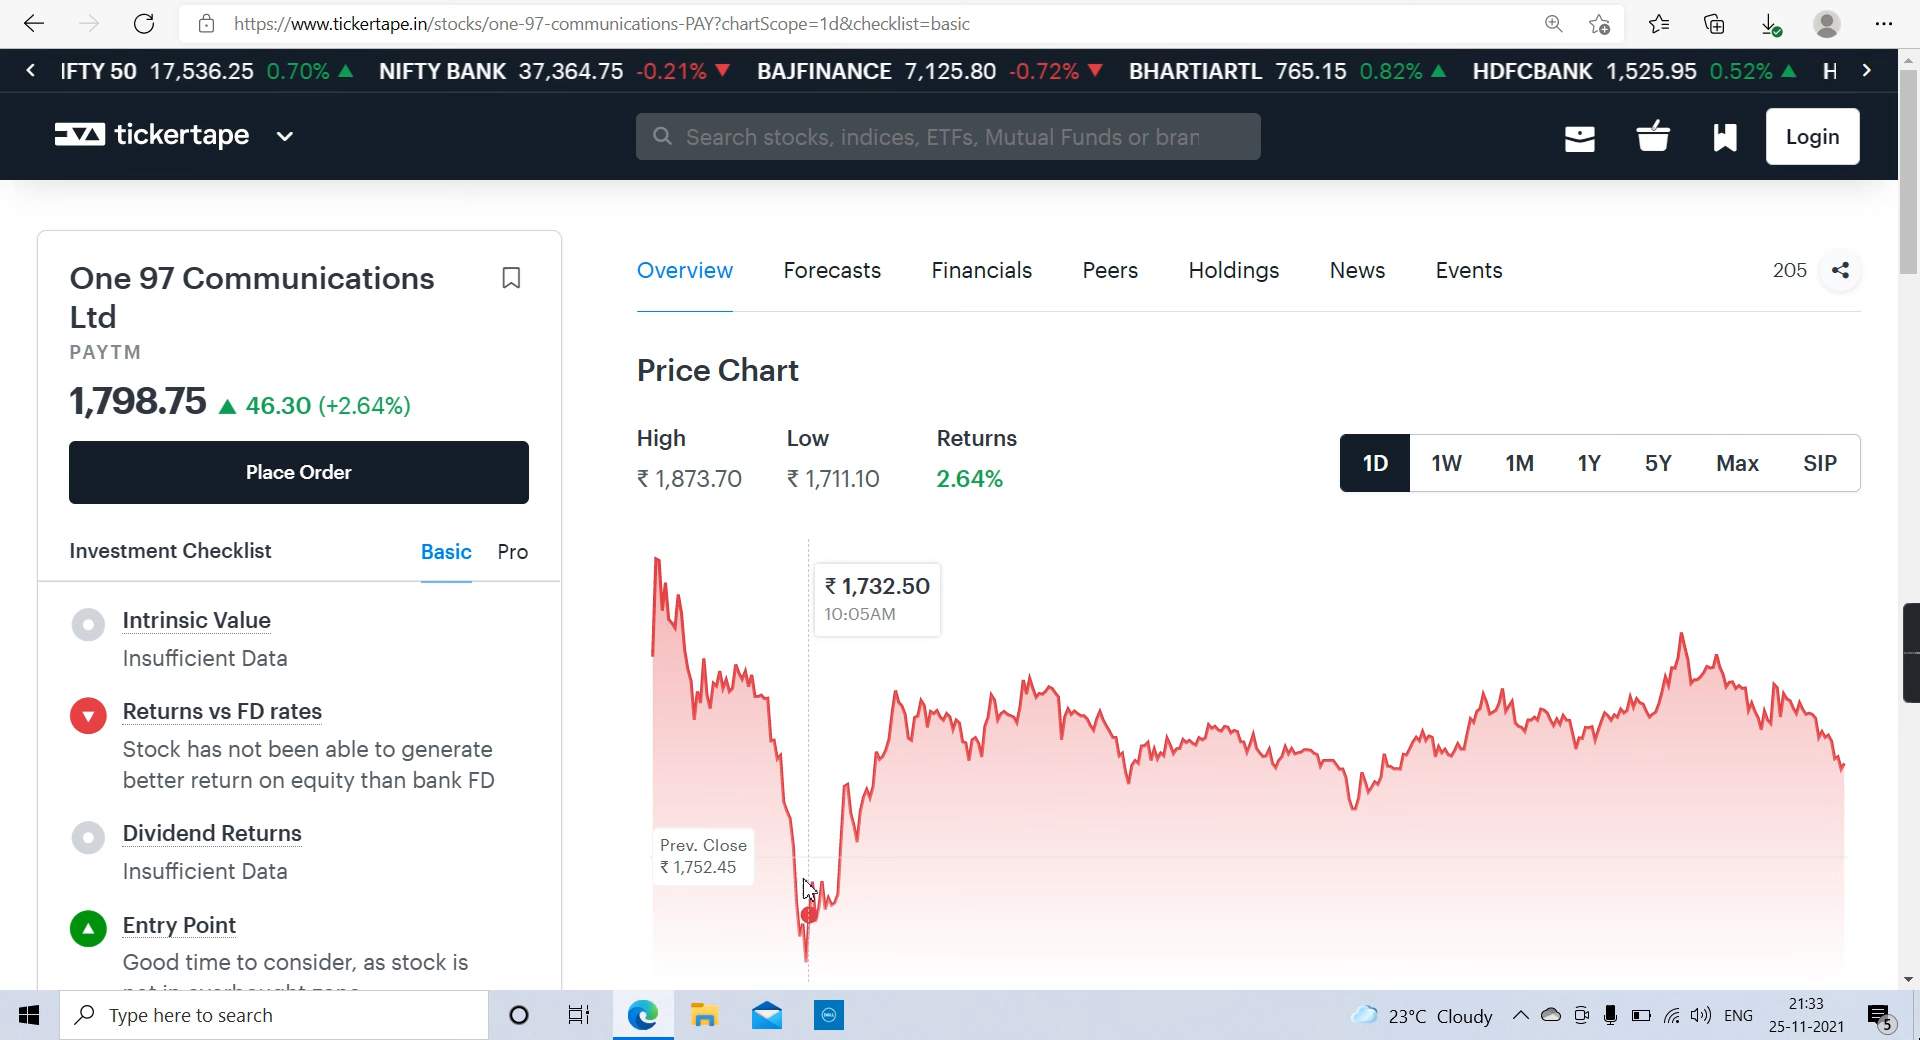 https://www.tickertape.in/stocks/one-97-communications-PAY?chartScope=1d&checklist=basic
IFTY 50 17,536.25 0.70% ▲ NIFTY BANK 37,364.75 -0.21% ▼ BAJFINANCE 7,125.80 -0.72% ▼ BHARTIARTL 765.15 0.82% ▲ HDFCBANK 1,525.95 0.52% ▲ H
tickertape
Search stocks, indices, ETFs, Mutual Funds or bran
Login
One 97 Communications
Ltd
PAYTM
1,798.75 ▲ 46.30 (+2.64%)
Place Order
Investment Checklist Basic Pro
Intrinsic Value
Insufficient Data
Returns vs FD rates
Stock has not been able to generate
better return on equity than bank FD
Dividend Returns
Insufficient Data
Entry Point
Good time to consider, as stock is
Overview Forecasts Financials Peers Holdings News Events 205
Price Chart
High Low Returns
₹ 1,873.70 ₹ 1,711.10 2.64%
1D 1W 1M 1Y 5Y Max SIP
₹ 1,732.50
10:05AM
Prev. Close
₹ 1,752.45
Type here to search
DELL
23°C Cloudy
ENG
21:33
25-11-2021
5